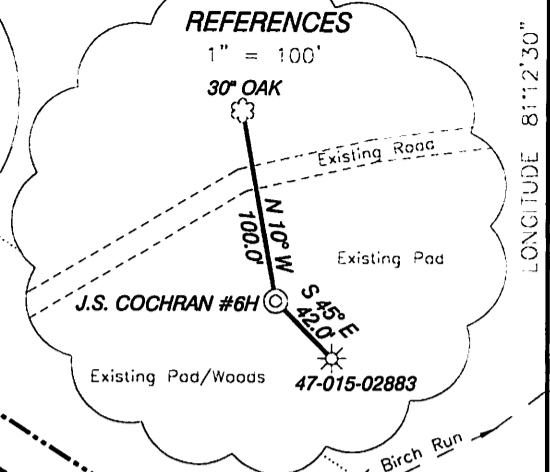 REFERENCES
1" = 100'
30" OAK
Existing Road
N 10° W
100.0'
Existing Pad
J.S. COCHRAN #6H
S 45° E
42.0'
Existing Pad/Woods
47-015-02883
Birch Run
LONGITUDE 81°12'30"